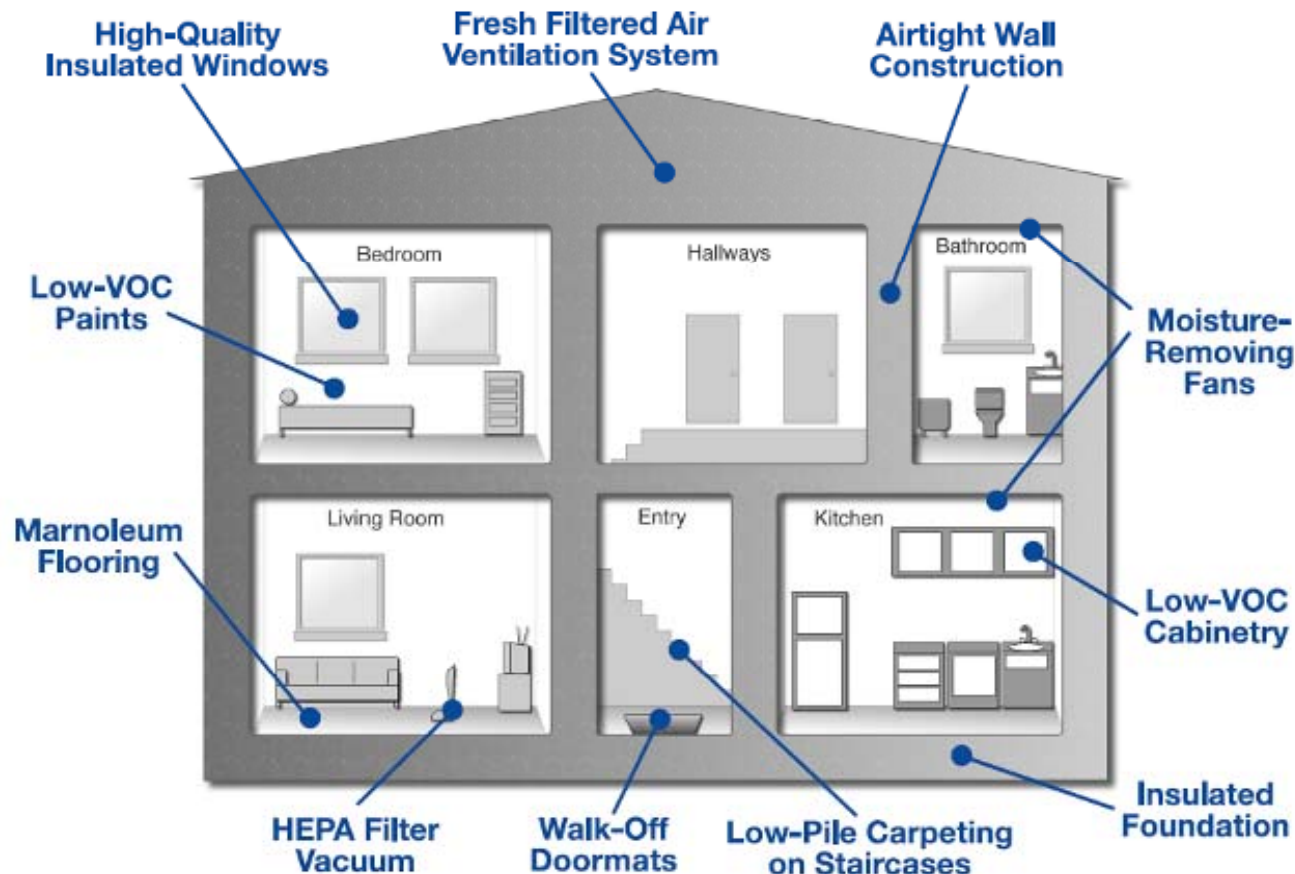 High-Quality
Insulated Windows
Fresh Filtered Air
Ventilation System
Airtight Wall
Construction
Bedroom
Hallways
Bathroom
Low-VOC
Paints
Moisture-
Removing
Fans
Living Room
Entry
Kitchen
Marnoleum
Flooring
Low-VOC
Cabinetry
HEPA Filter
Vacuum
Walk-Off
Doormats
Low-Pile Carpeting
on Staircases
Insulated
Foundation